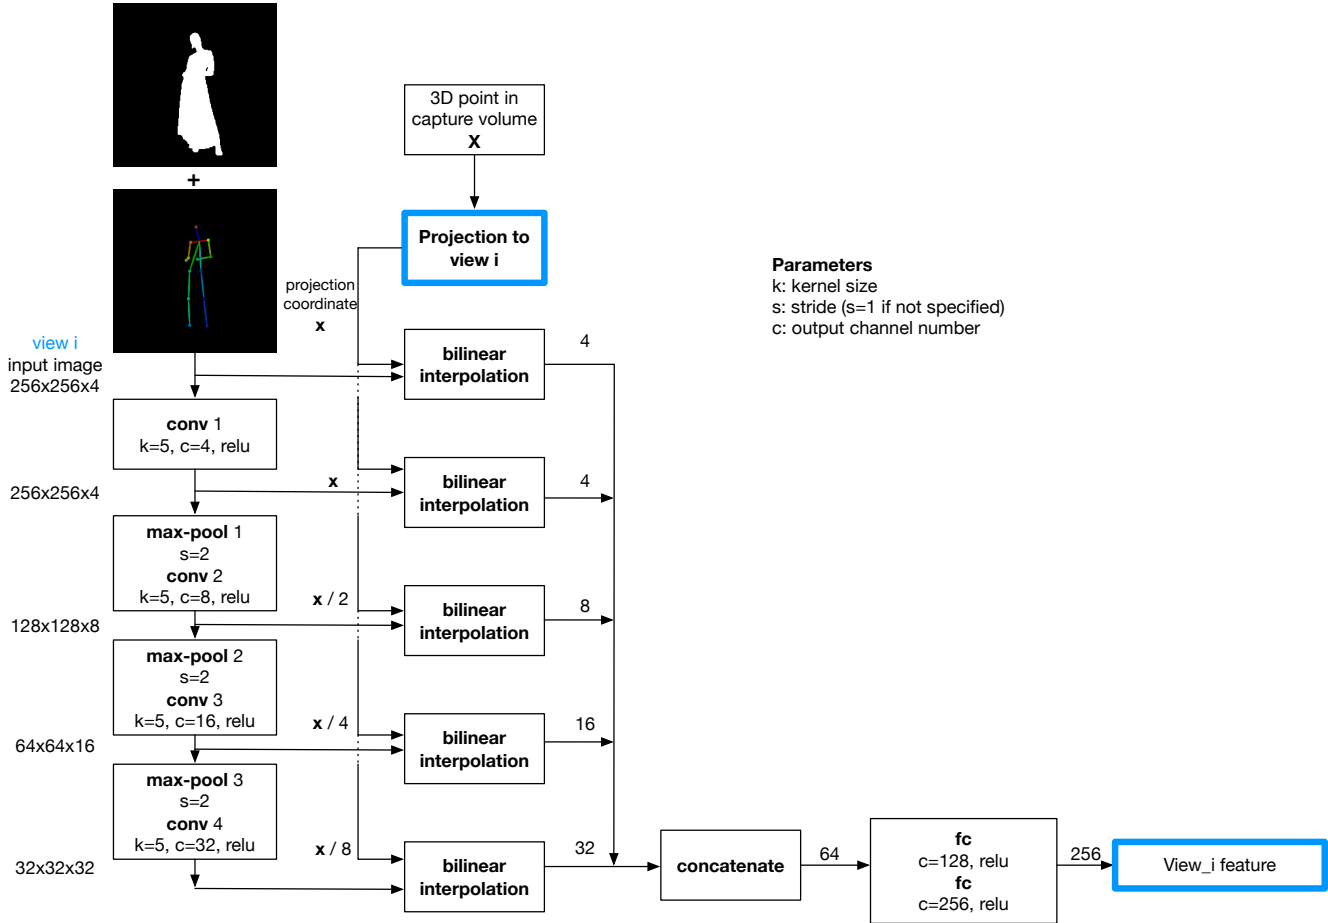 3D point in
capture volume
X
+
Projection to
view i
projection
coordinate
x
Parameters
k: kernel size
s: stride (s=1 if not specified)
c: output channel number
view i
input image
256x256x4
bilinear
interpolation
4
conv 1
k=5, c=4, relu
256x256x4
x
bilinear
interpolation
4
max-pool 1
s=2
conv 2
k=5, c=8, relu
128x128x8
x / 2
bilinear
interpolation
8
max-pool 2
s=2
conv 3
k=5, c=16, relu
64x64x16
x / 4
bilinear
interpolation
16
max-pool 3
s=2
conv 4
k=5, c=32, relu
32x32x32
x / 8
bilinear
interpolation
32
concatenate
64
fc
c=128, relu
fc
c=256, relu
256
View_i feature